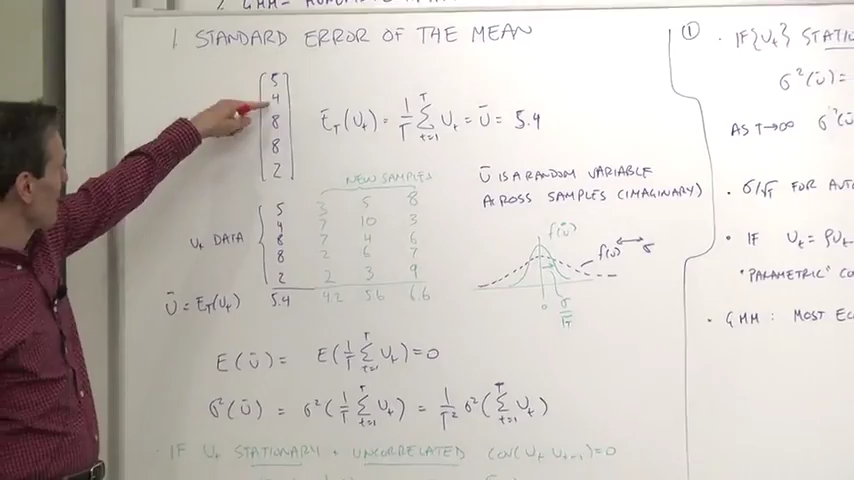 1. STANDARD ERROR OF THE MEAN
5
4
8
8
2
E_T(u_t) = 1/T Σ_{t=1}^T u_t = ū = 5.4
NEW SAMPLES
u_t DATA
5 3 5 8
4 7 10 3
8 7 4 6
8 2 6 7
2 2 3 9
ū = E_T(u_t) 5.4 4.2 5.6 6.6
ū IS A RANDOM VARIABLE
ACROSS SAMPLES (IMAGINARY)
f(ū)
f(u) σ
0 σ/√T
E(ū) = E(1/T Σ_{t=1}^T u_t) = 0
σ²(ū) = σ²(1/T Σ_{t=1}^T u_t) = 1/T² σ²(Σ_{t=1}^T u_t)
· IF u_t STATIONARY + UNCORRELATED COV(u_t u_{t-1}) = 0
① · IF {u_t} STATIO
σ²(ū) =
AS T→∞ σ²(ū
· σ/√T FOR AUTO
· IF u_t = ρu_t
"PARAMETRIC" CO
· GMM: MOST EC